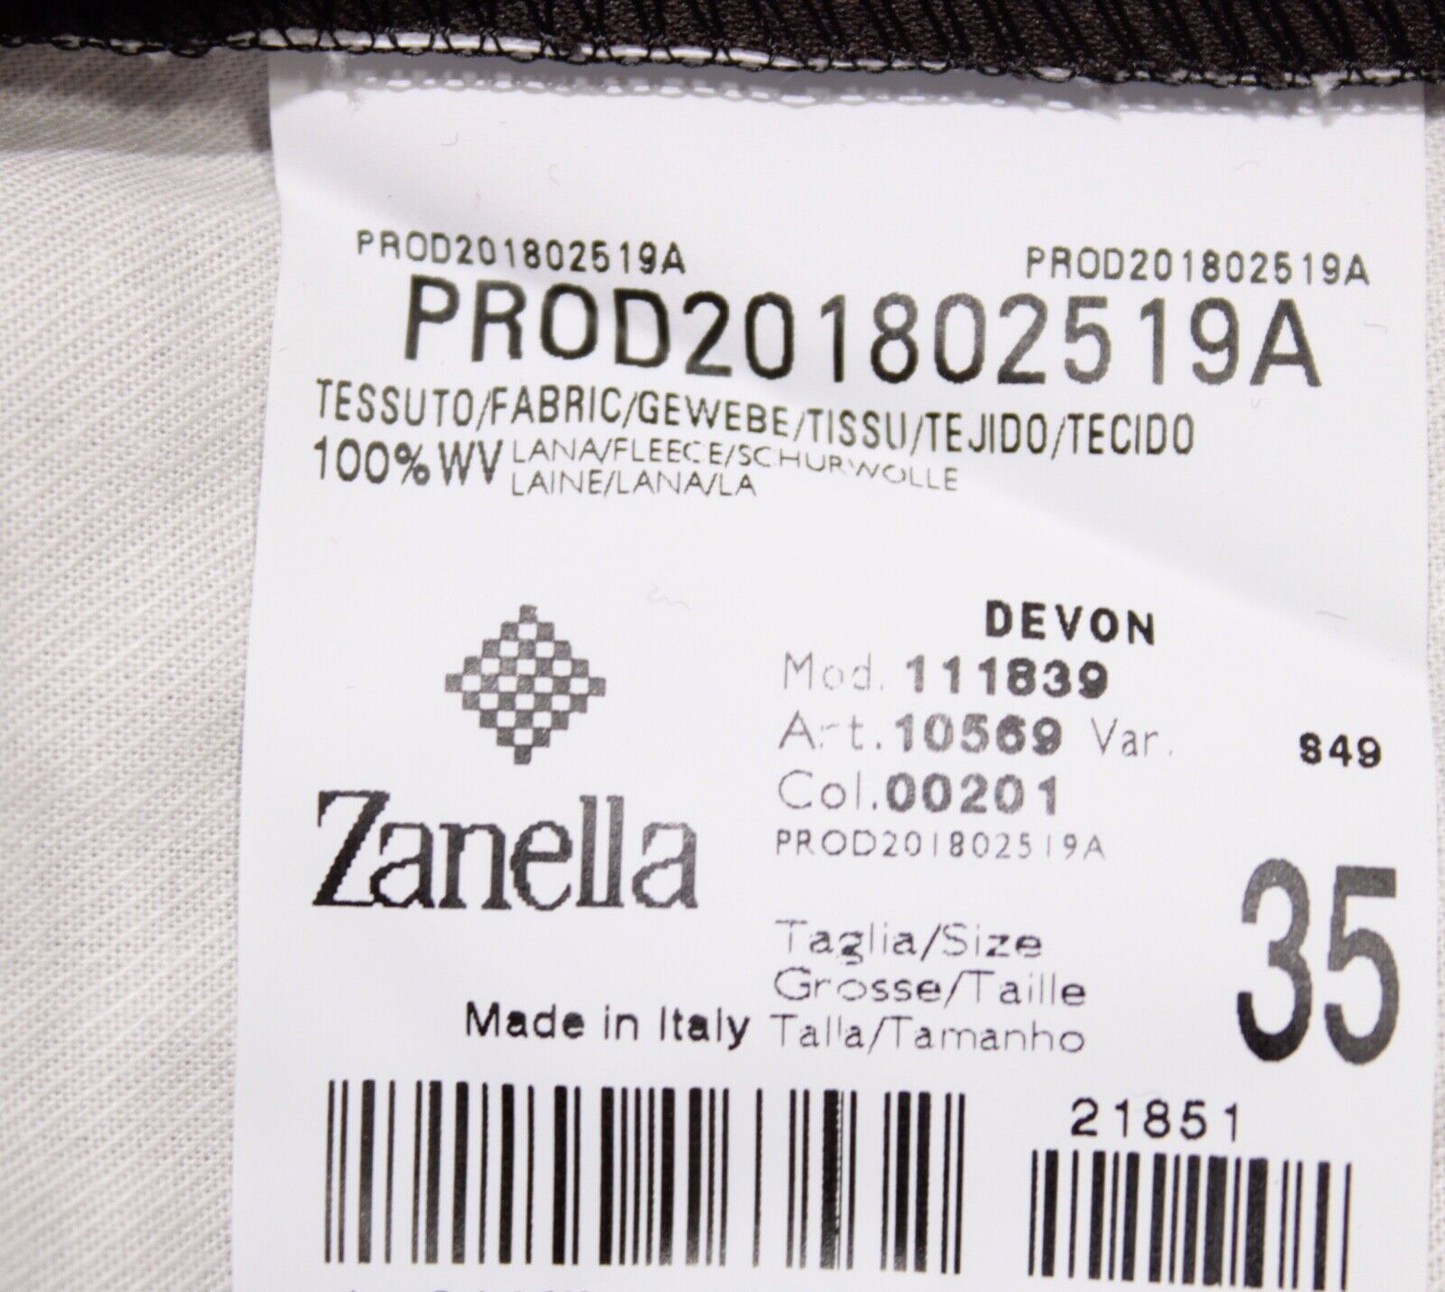 PROD201802519A PROD201802519A
PROD201802519A
TESSUTO/FABRIC/GEWEBE/TISSU/TEJIDO/TECIDO
100% WV LANA/FLEECE/SCHURWOLLE
LAINE/LANA/LA
DEVON
Mod. 111839
Art. 10569 Var. S49
Col. 00201
PROD201802519A
Zanella
Taglia/Size
Grosse/Taille
Talla/Tamanho
35
Made in Italy
21851